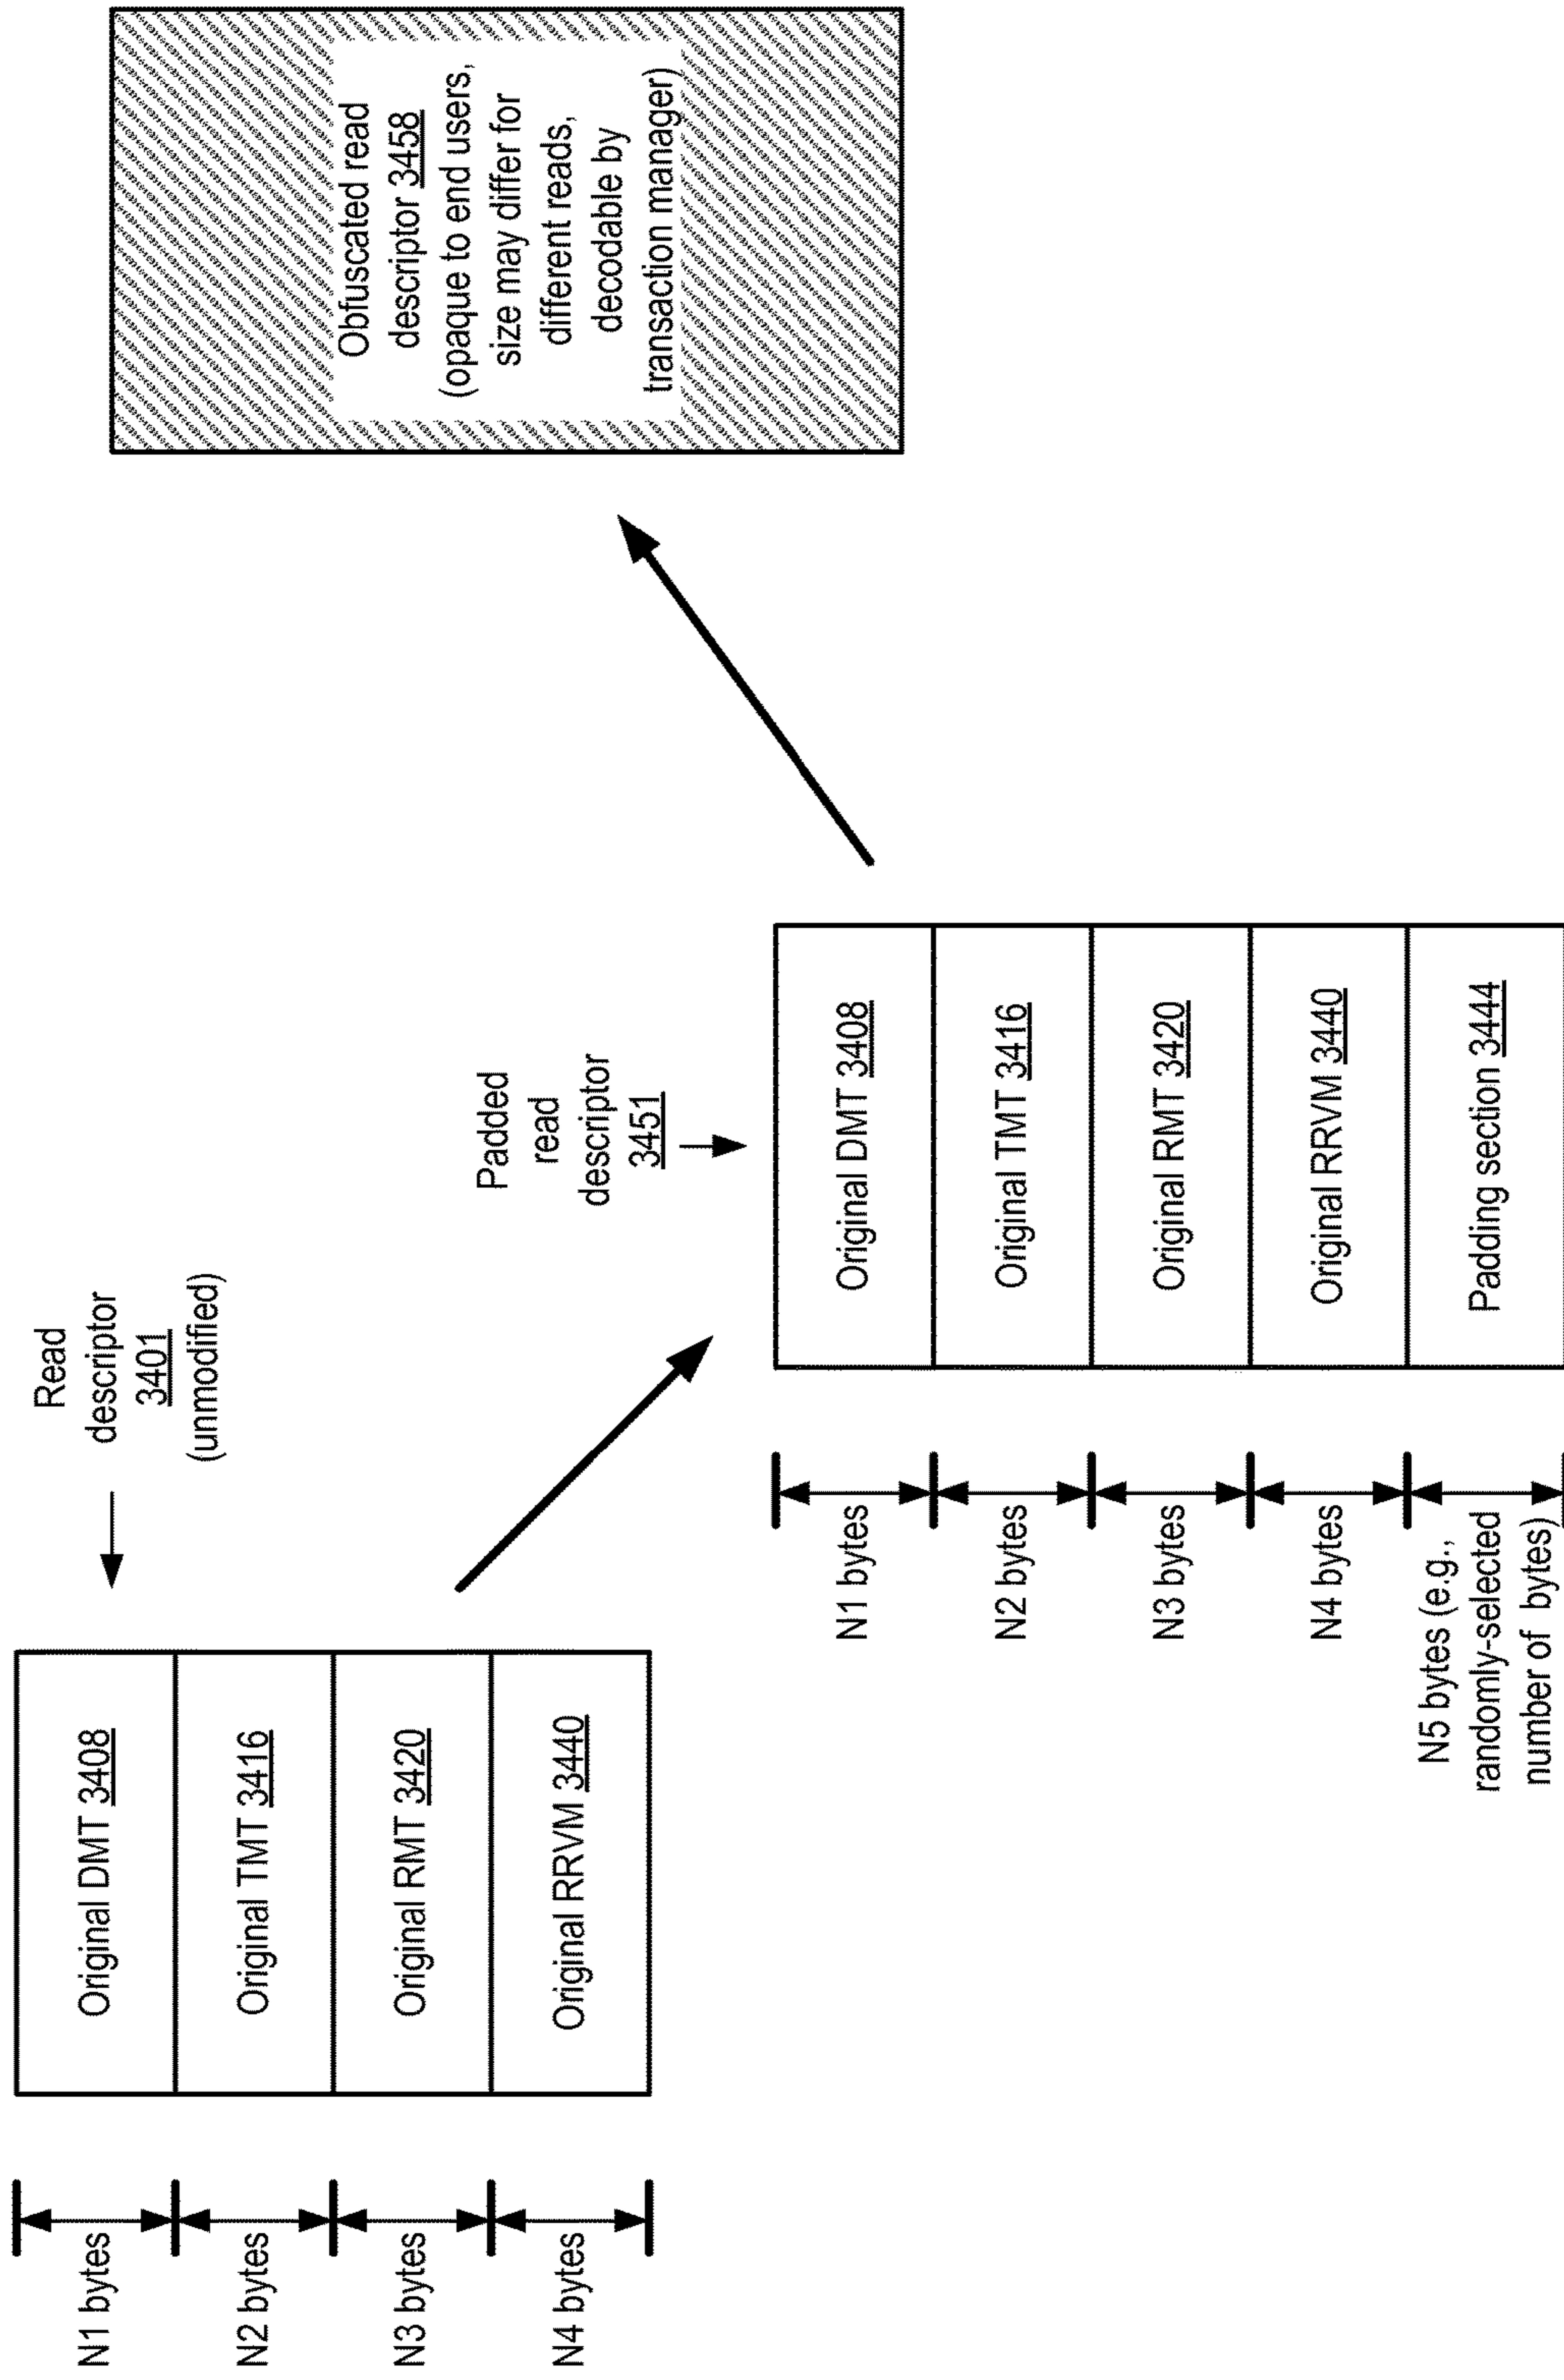 Read
descriptor
3401
(unmodified)
N1 bytes
Original DMT 3408
N2 bytes
Original TMT 3416
N3 bytes
Original RMT 3420
N4 bytes
Original RRVM 3440
Padded
read
descriptor
3451
N1 bytes
Original DMT 3408
N2 bytes
Original TMT 3416
N3 bytes
Original RMT 3420
N4 bytes
Original RRVM 3440
N5 bytes (e.g.,
randomly-selected
number of bytes)
Padding section 3444
Obfuscated read
descriptor 3458
(opaque to end users,
size may differ for
different reads,
decodable by
transaction manager)